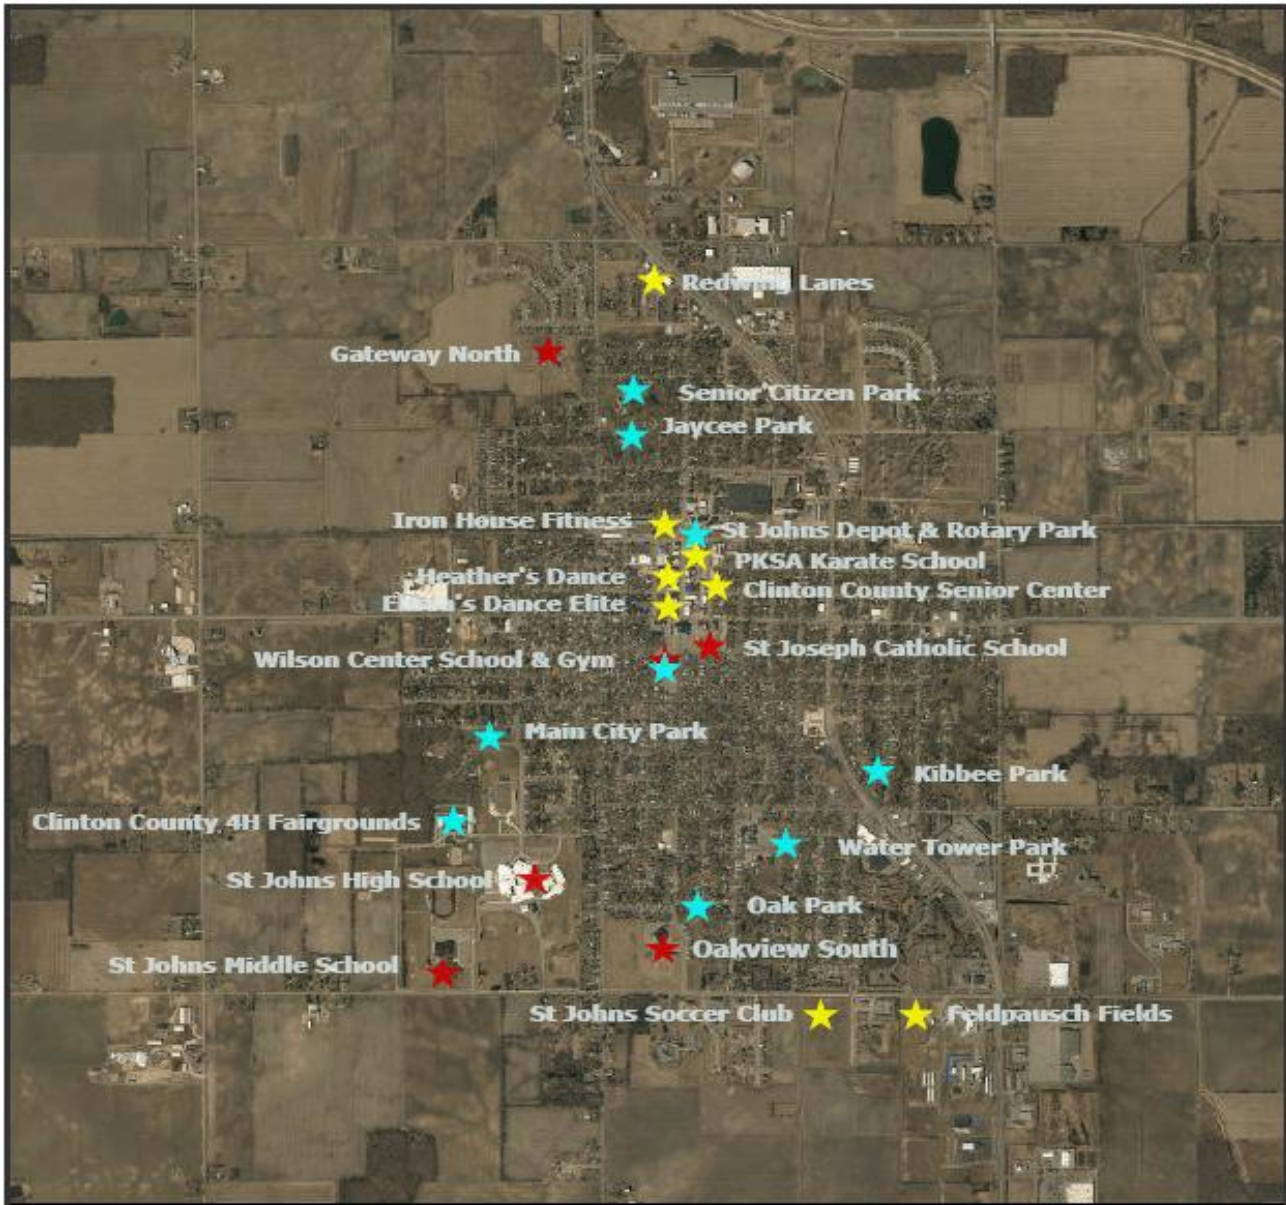 Redwing Lanes
Gateway North
Senior Citizen Park
Jaycee Park
Iron House Fitness
St Johns Depot & Rotary Park
PKSA Karate School
Heather's Dance
Clinton County Senior Center
Dance Elite
St Joseph Catholic School
Wilson Center School & Gym
Main City Park
Kibbee Park
Clinton County 4H Fairgrounds
Water Tower Park
St Johns High School
Oak Park
Oakview South
St Johns Middle School
St Johns Soccer Club
Feldpausch Fields